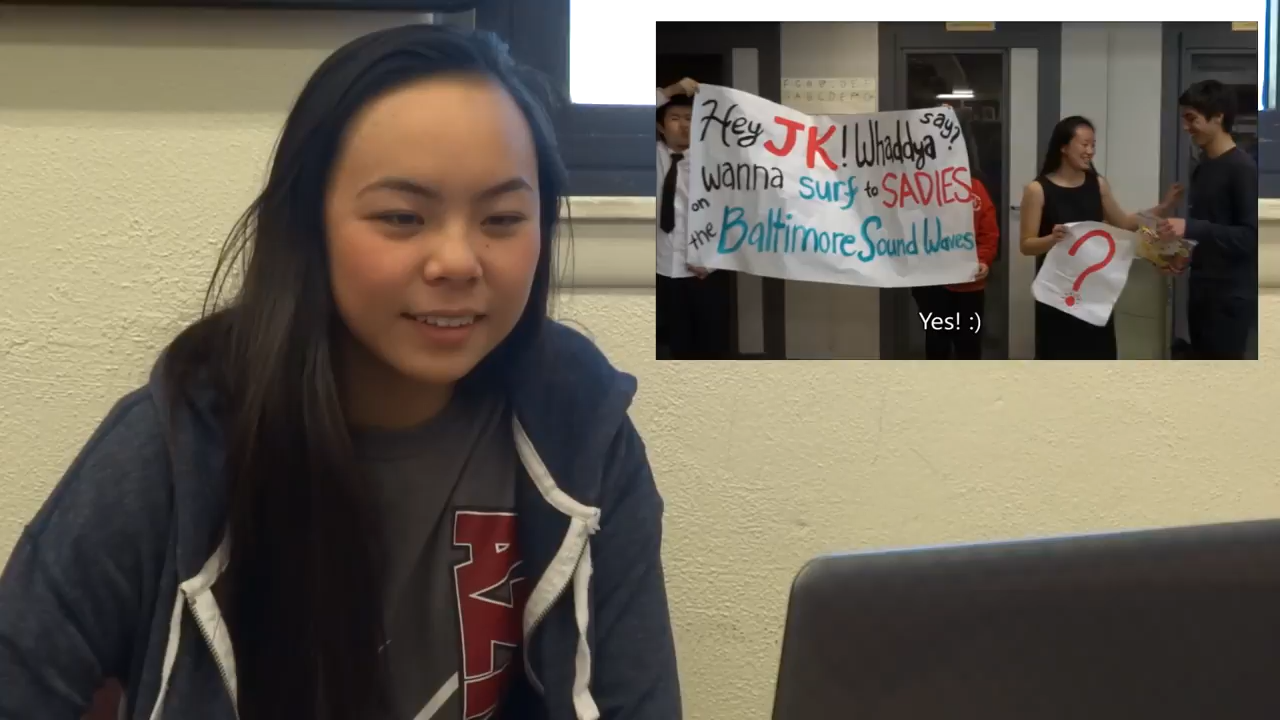 Hey JK! Whaddya say?
wanna surf to SADIES
on the Baltimore Sound Waves
?
Yes! :)